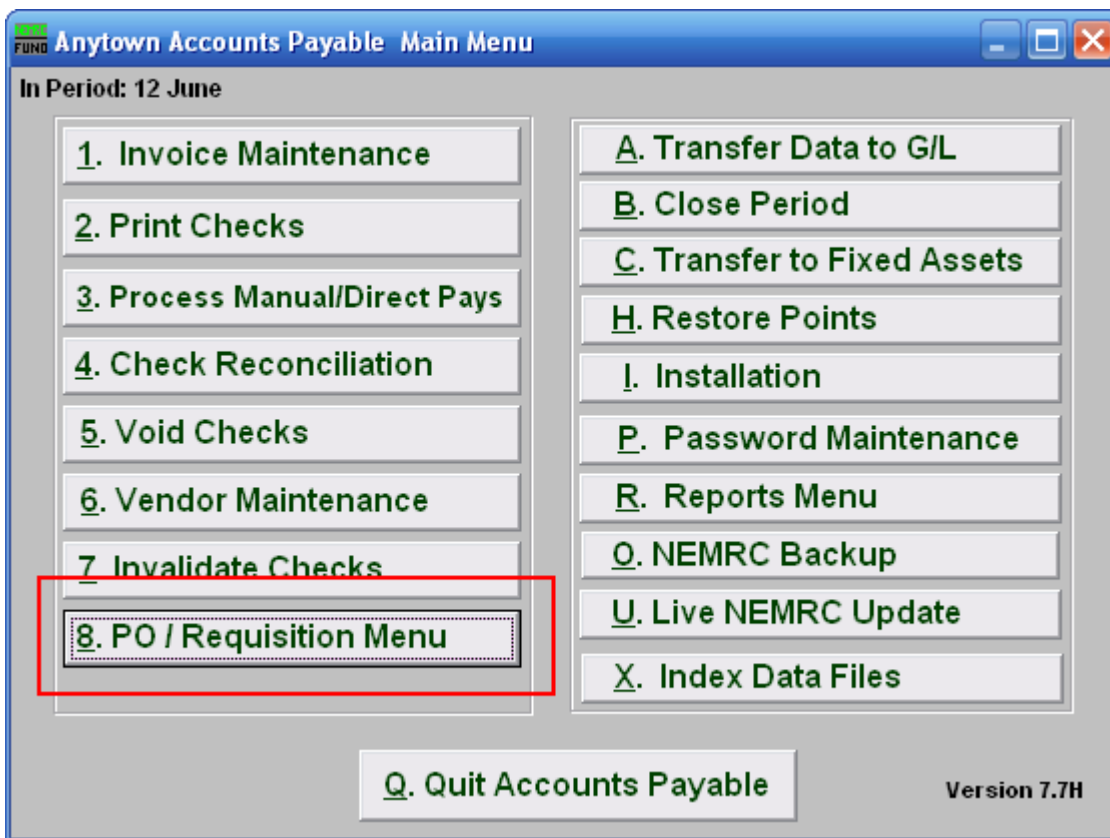 NEMRC
FUND Anytown Accounts Payable Main Menu
In Period: 12 June
1. Invoice Maintenance
2. Print Checks
3. Process Manual/Direct Pays
4. Check Reconciliation
5. Void Checks
6. Vendor Maintenance
7. Invalidate Checks
8. PO / Requisition Menu
A. Transfer Data to G/L
B. Close Period
C. Transfer to Fixed Assets
H. Restore Points
I. Installation
P. Password Maintenance
R. Reports Menu
O. NEMRC Backup
U. Live NEMRC Update
X. Index Data Files
Q. Quit Accounts Payable
Version 7.7H